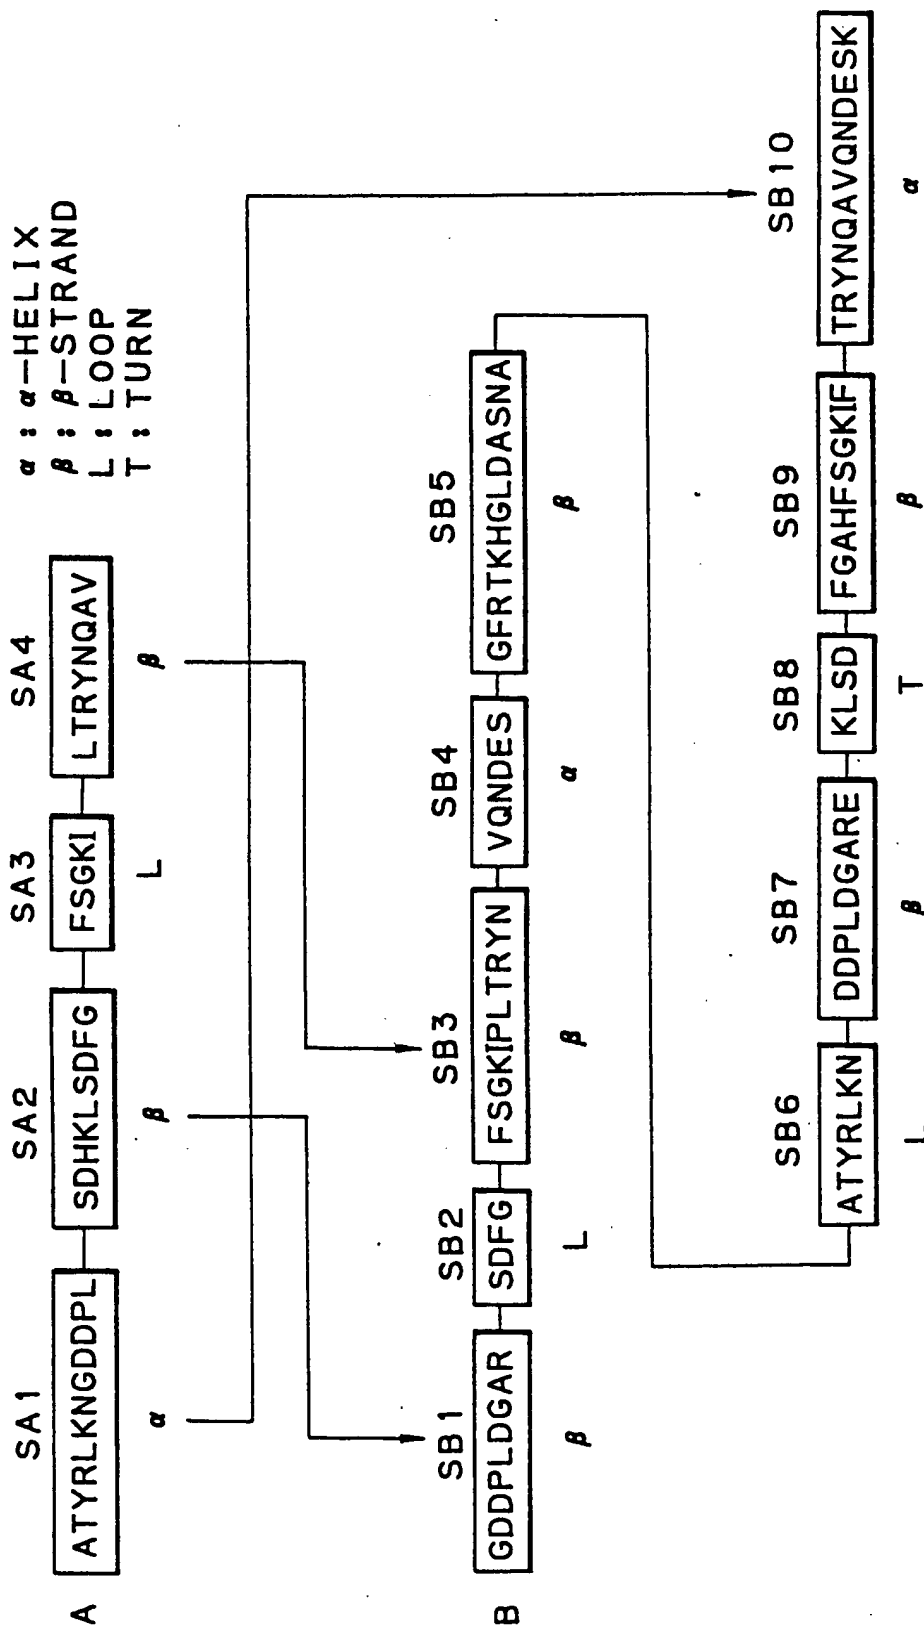 α : α-HELIX
β : β-STRAND
L : LOOP
T : TURN
SA1 SA2 SA3 SA4
A ATYRLKNGDDPL SDHKLSDFG FSGKI LTRYNQAV
α β L β
SB1 SB2 SB3 SB4 SB5
B GDDPLDGAR SDFG FSGKIPLTRYN VQNDES GFRTKHGLDASNA
β L β α β
SB6 SB7 SB8 SB9 SB10
ATYRLKN DDPLDGARE KLSD FGAHFSGKIF TRYNQAVQNDESK
L β T β α